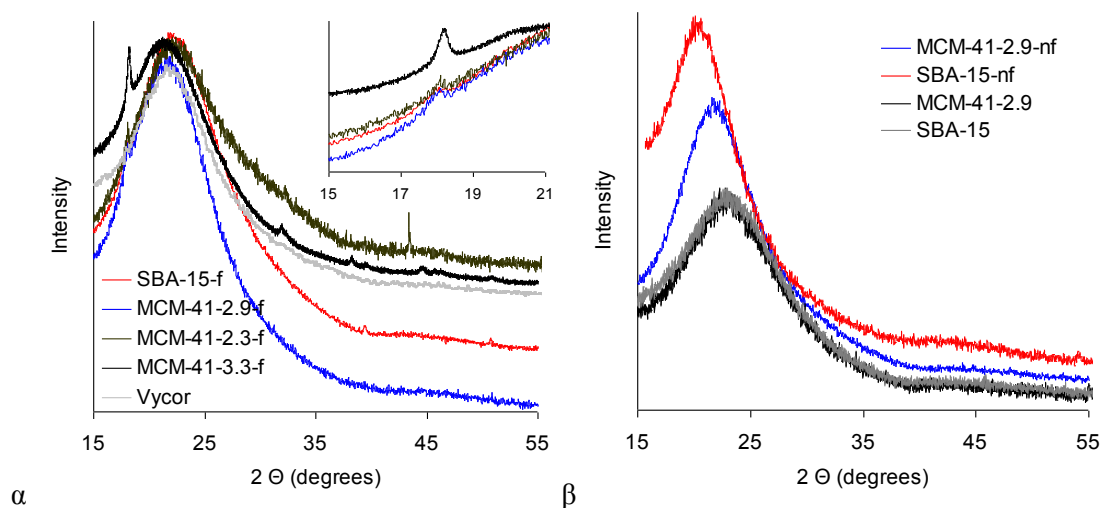 15 17 19 21
Intensity
SBA-15-f
MCM-41-2.9-f
MCM-41-2.3-f
MCM-41-3.3-f
Vycor
15 25 35 45 55
2 Θ (degrees)
α
MCM-41-2.9-nf
SBA-15-nf
MCM-41-2.9
SBA-15
Intensity
15 25 35 45 55
2 Θ (degrees)
β